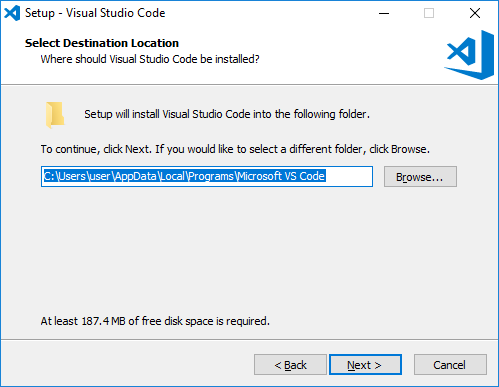 Setup - Visual Studio Code
Select Destination Location
Where should Visual Studio Code be installed?
Setup will install Visual Studio Code into the following folder.
To continue, click Next. If you would like to select a different folder, click Browse.
C:\Users\user\AppData\Local\Programs\Microsoft VS Code
Browse...
At least 187.4 MB of free disk space is required.
< Back
Next >
Cancel